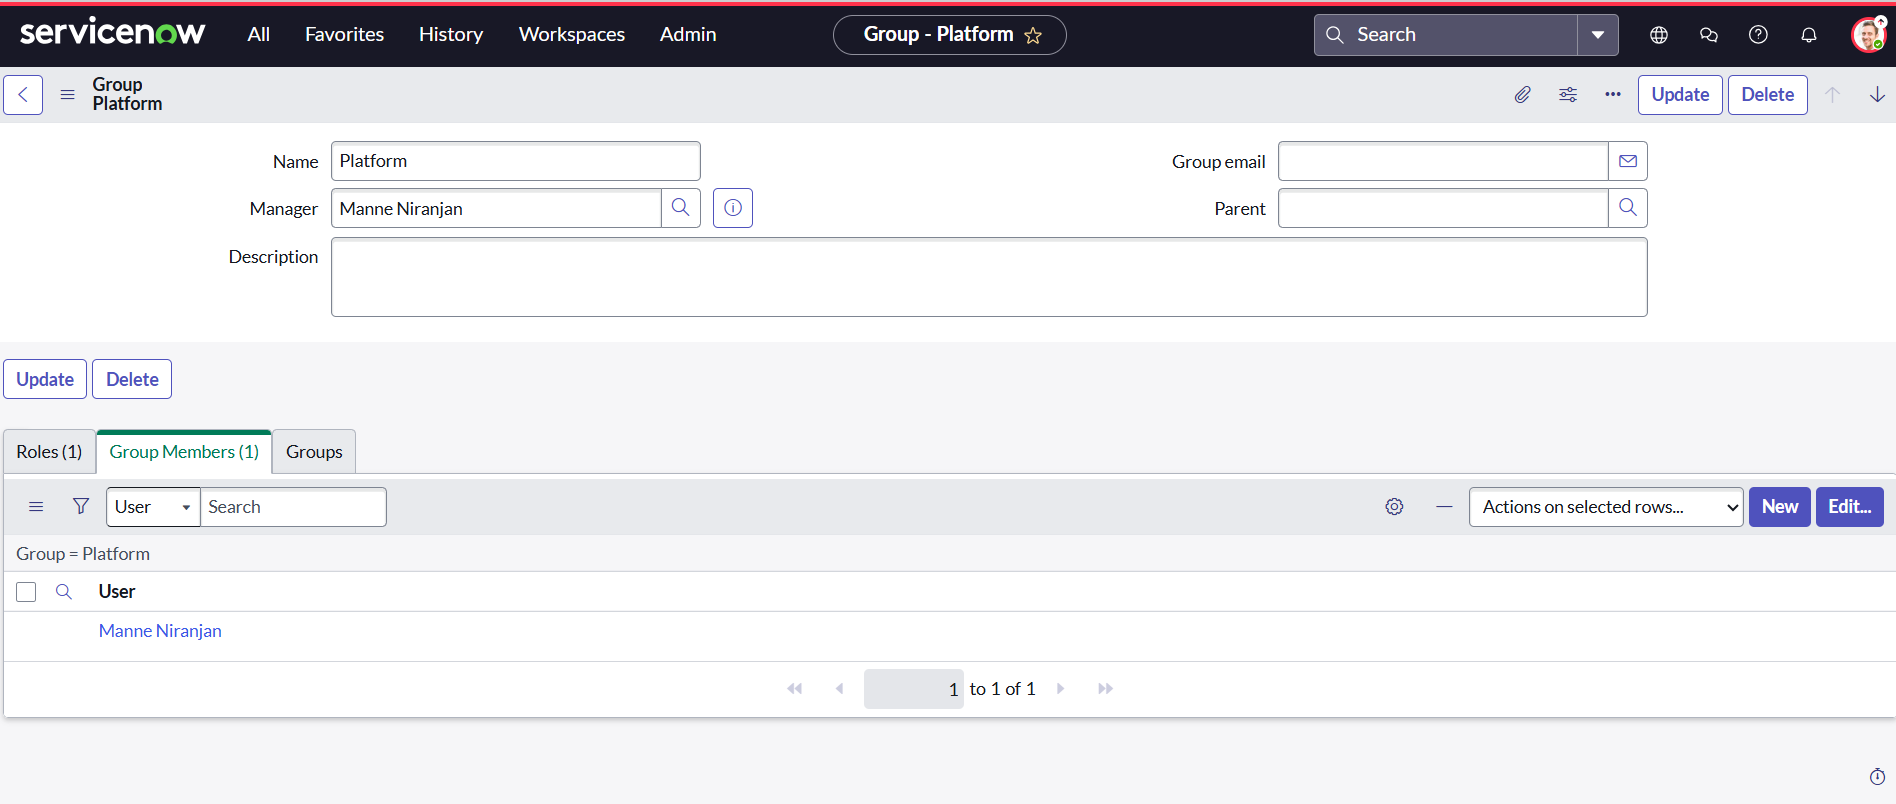 servicenow All Favorites History Workspaces Admin Group - Platform Search
Group
Platform
Update Delete
Name Platform Group email
Manager Manne Niranjan Parent
Description
Update Delete
Roles (1) Group Members (1) Groups
User Search Actions on selected rows... New Edit...
Group = Platform
User
Manne Niranjan
1 to 1 of 1